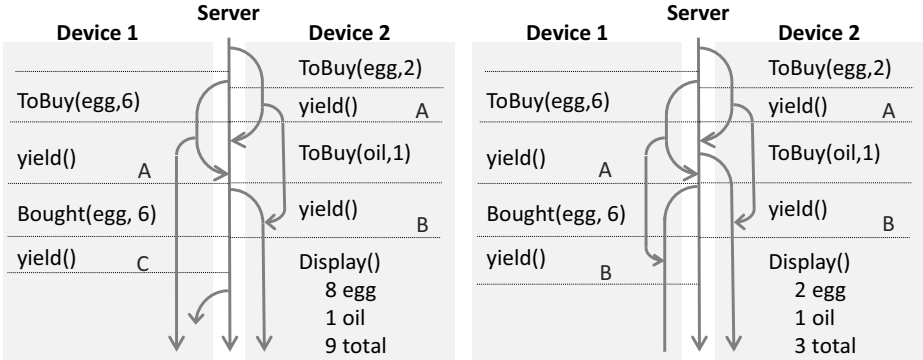 Server
Device 1
Device 2
ToBuy(egg,2)
ToBuy(egg,6)
yield()
A
ToBuy(oil,1)
yield()
A
Bought(egg, 6)
yield()
B
yield()
C
Display()
8 egg
1 oil
9 total
Server
Device 1
Device 2
ToBuy(egg,2)
ToBuy(egg,6)
yield()
A
ToBuy(oil,1)
yield()
A
Bought(egg, 6)
yield()
B
yield()
B
Display()
2 egg
1 oil
3 total